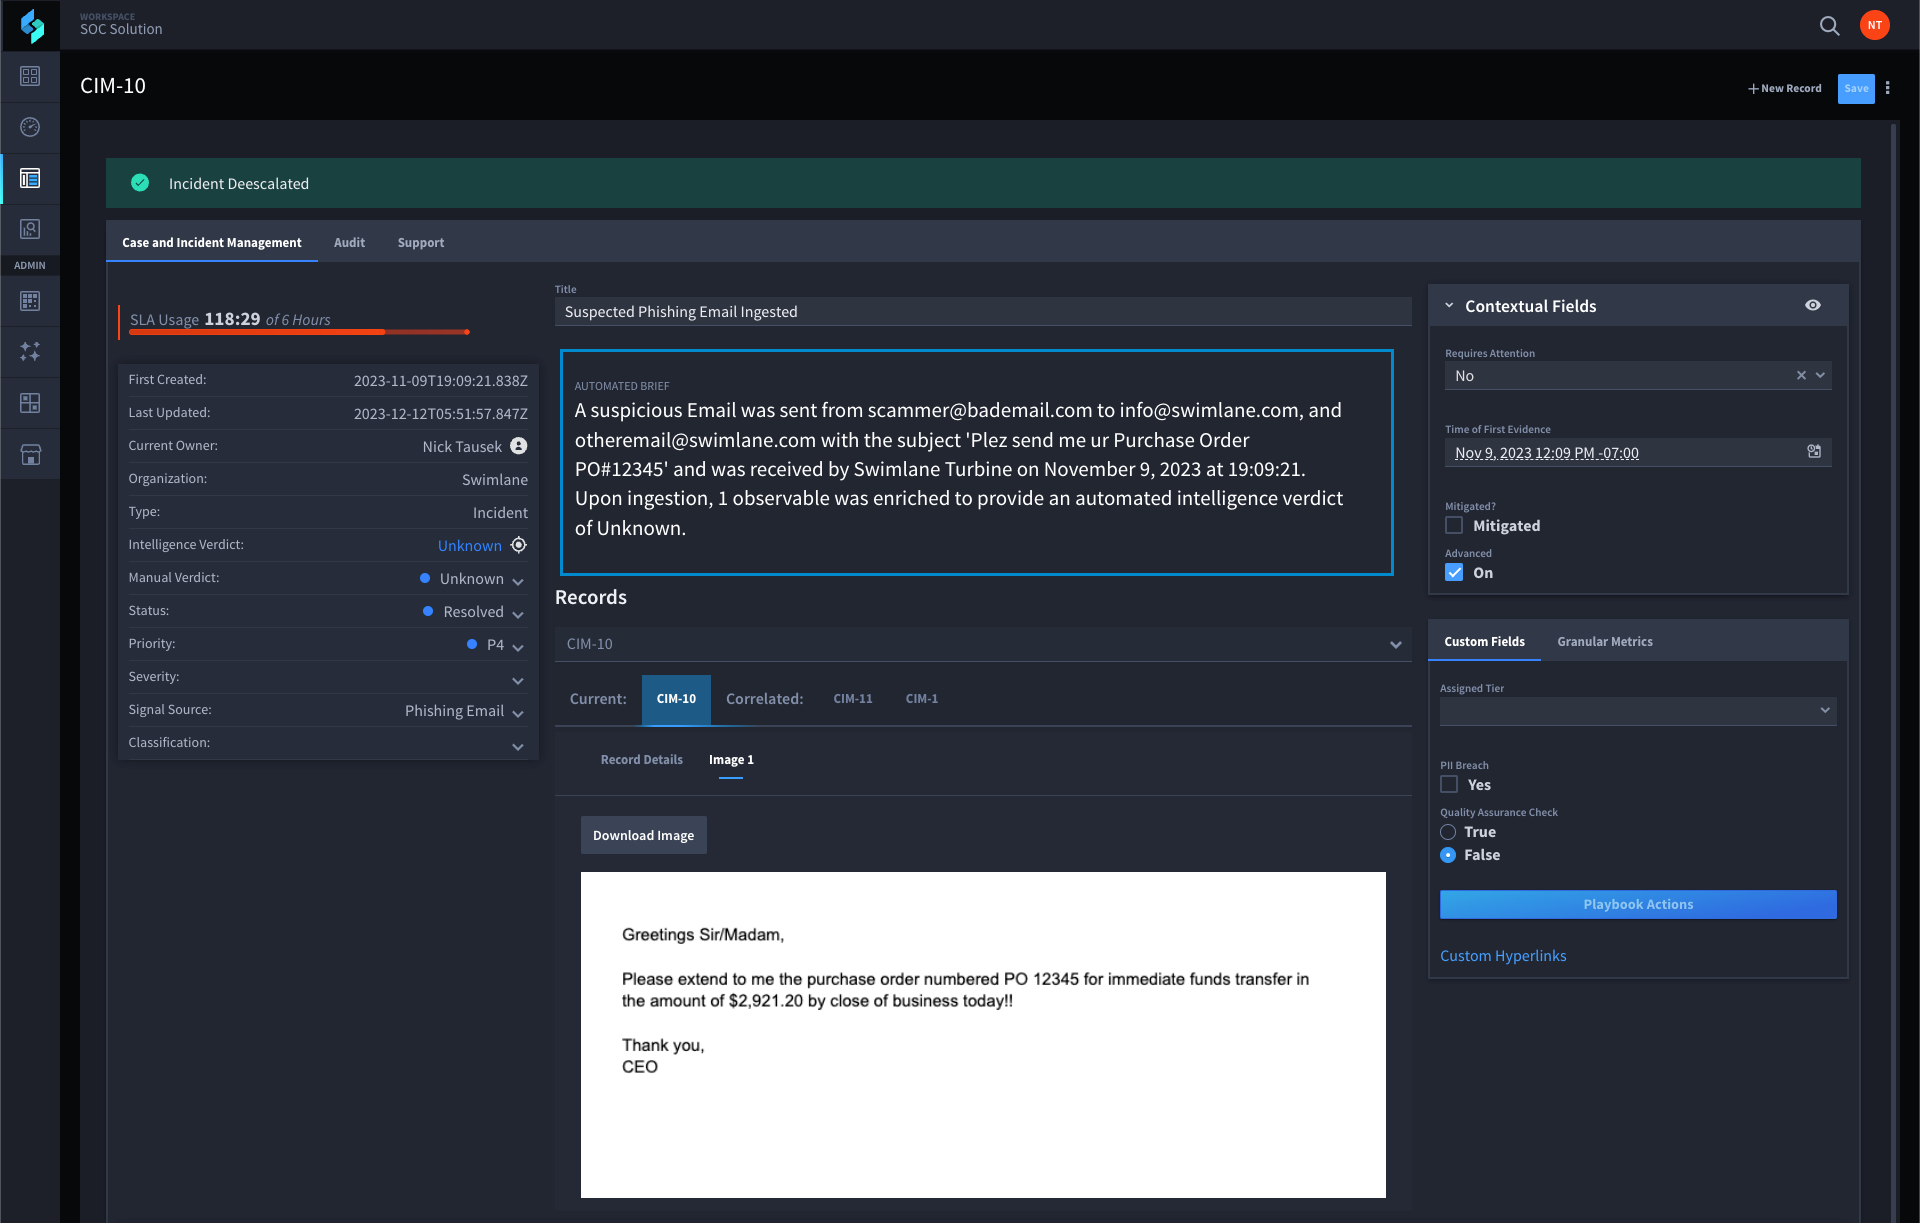 WORKSPACE
SOC Solution
NT
CIM-10
New Record
Save
Incident Deescalated
ADMIN
Case and Incident Management
Audit
Support
SLA Usage 118:29 of 6 Hours
First Created: 2023-11-09T19:09:21.838Z
Last Updated: 2023-12-12T05:51:57.847Z
Current Owner: Nick Tausek
Organization: Swimlane
Type: Incident
Intelligence Verdict: Unknown
Manual Verdict: Unknown
Status: Resolved
Priority: P4
Severity:
Signal Source: Phishing Email
Classification:
Title
Suspected Phishing Email Ingested
AUTOMATED BRIEF
A suspicious Email was sent from scammer@bademail.com to info@swimlane.com, and
otheremail@swimlane.com with the subject 'Plez send me ur Purchase Order
PO#12345' and was received by Swimlane Turbine on November 9, 2023 at 19:09:21.
Upon ingestion, 1 observable was enriched to provide an automated intelligence verdict
of Unknown.
Records
CIM-10
Current: CIM-10 Correlated: CIM-11 CIM-1
Record Details
Image 1
Download Image
Greetings Sir/Madam,
Please extend to me the purchase order numbered PO 12345 for immediate funds transfer in
the amount of $2,921.20 by close of business today!!
Thank you,
CEO
Contextual Fields
Requires Attention
No
Time of First Evidence
Nov 9, 2023 12:09 PM -07:00
Mitigated?
Mitigated
Advanced
On
Custom Fields
Granular Metrics
Assigned Tier
PII Breach
Yes
Quality Assurance Check
True
False
Playbook Actions
Custom Hyperlinks